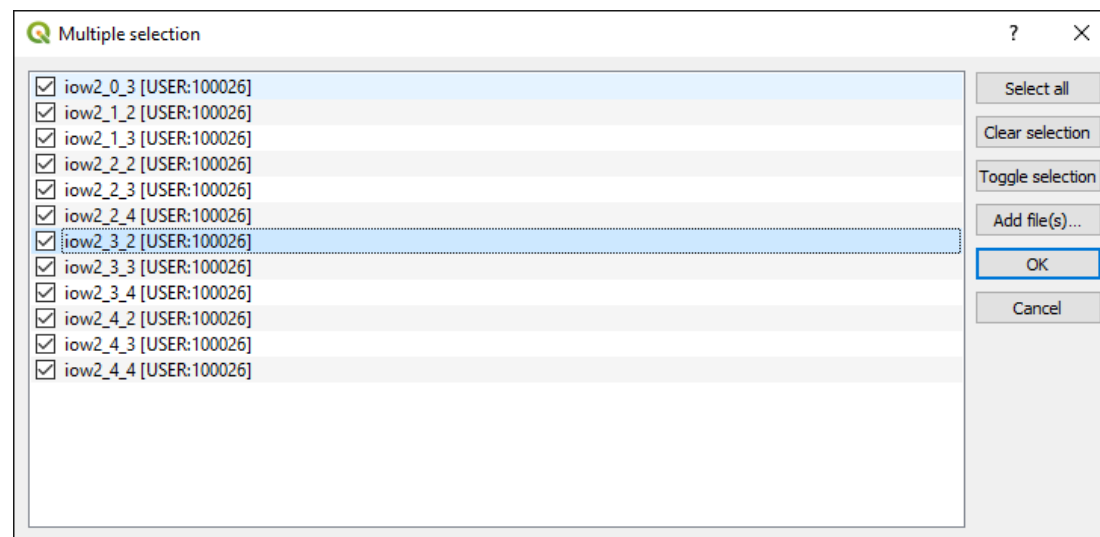 Multiple selection
?
iow2_0_3 [USER:100026]
iow2_1_2 [USER:100026]
iow2_1_3 [USER:100026]
iow2_2_2 [USER:100026]
iow2_2_3 [USER:100026]
iow2_2_4 [USER:100026]
iow2_3_2 [USER:100026]
iow2_3_3 [USER:100026]
iow2_3_4 [USER:100026]
iow2_4_2 [USER:100026]
iow2_4_3 [USER:100026]
iow2_4_4 [USER:100026]
Select all
Clear selection
Toggle selection
Add file(s)...
OK
Cancel